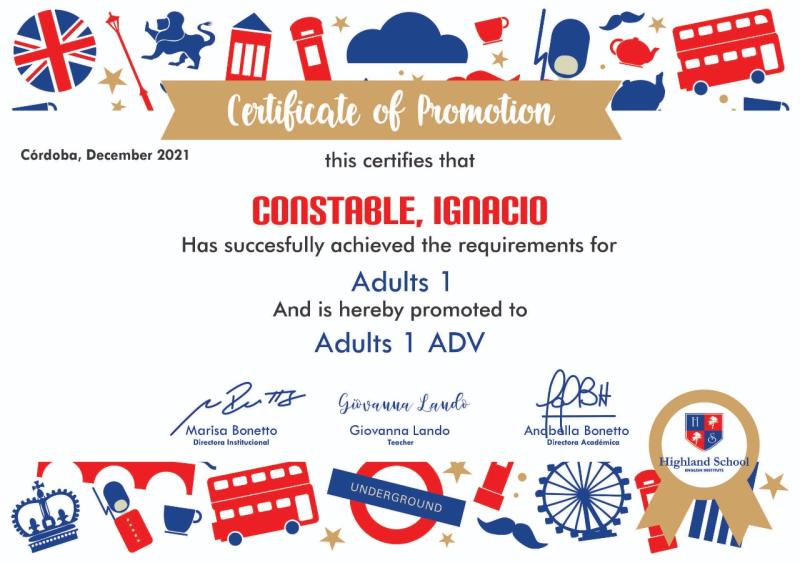 Certificate of Promotion
Córdoba, December 2021
this certifies that
CONSTABLE, IGNACIO
Has succesfully achieved the requirements for
Adults 1
And is hereby promoted to
Adults 1 ADV
Giovanna Lando
Marisa Bonetto
Directora Institucional
Giovanna Lando
Teacher
Anabella Bonetto
Directora Académica
H
S
Highland School
ENGLISH INSTITUTE
UNDERGROUND